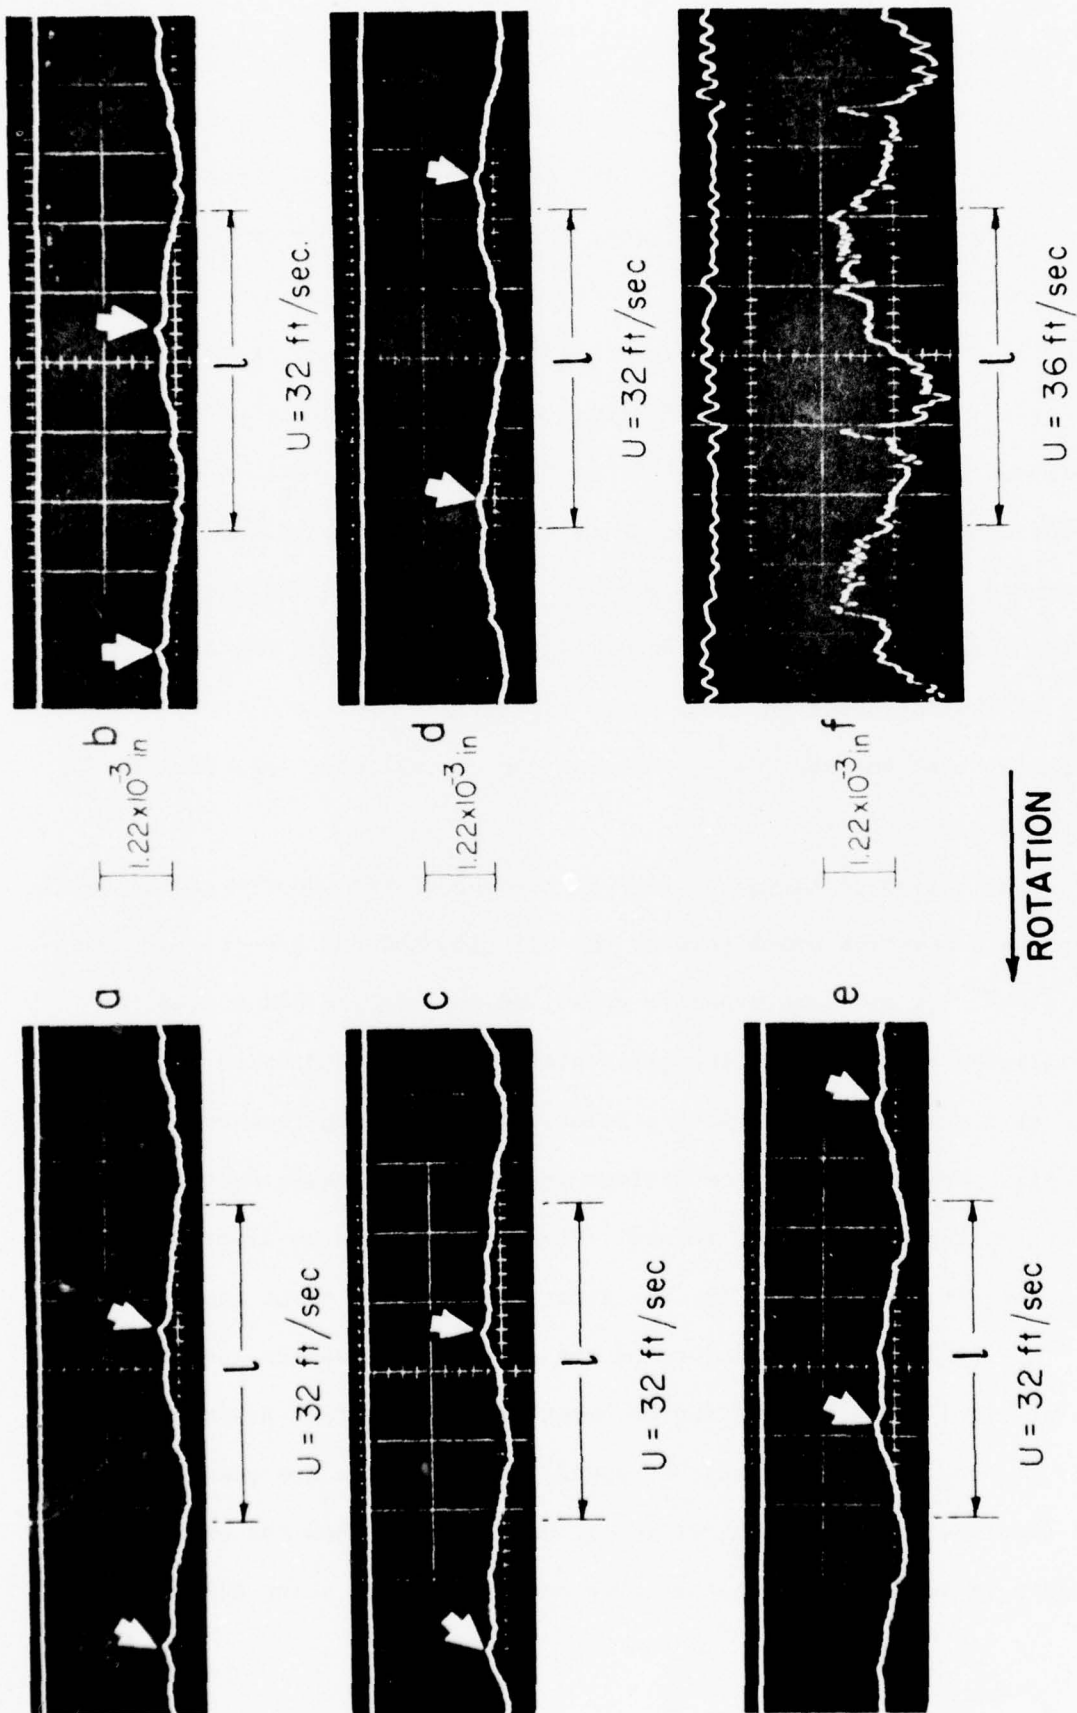 a
l
U = 32 ft/sec
1.22x10⁻³ in
b
l
U = 32 ft/sec.
c
l
U = 32 ft/sec
1.22x10⁻³ in
d
l
U = 32 ft/sec
e
l
U = 32 ft/sec
1.22x10⁻³ in
f
l
U = 36 ft/sec
ROTATION